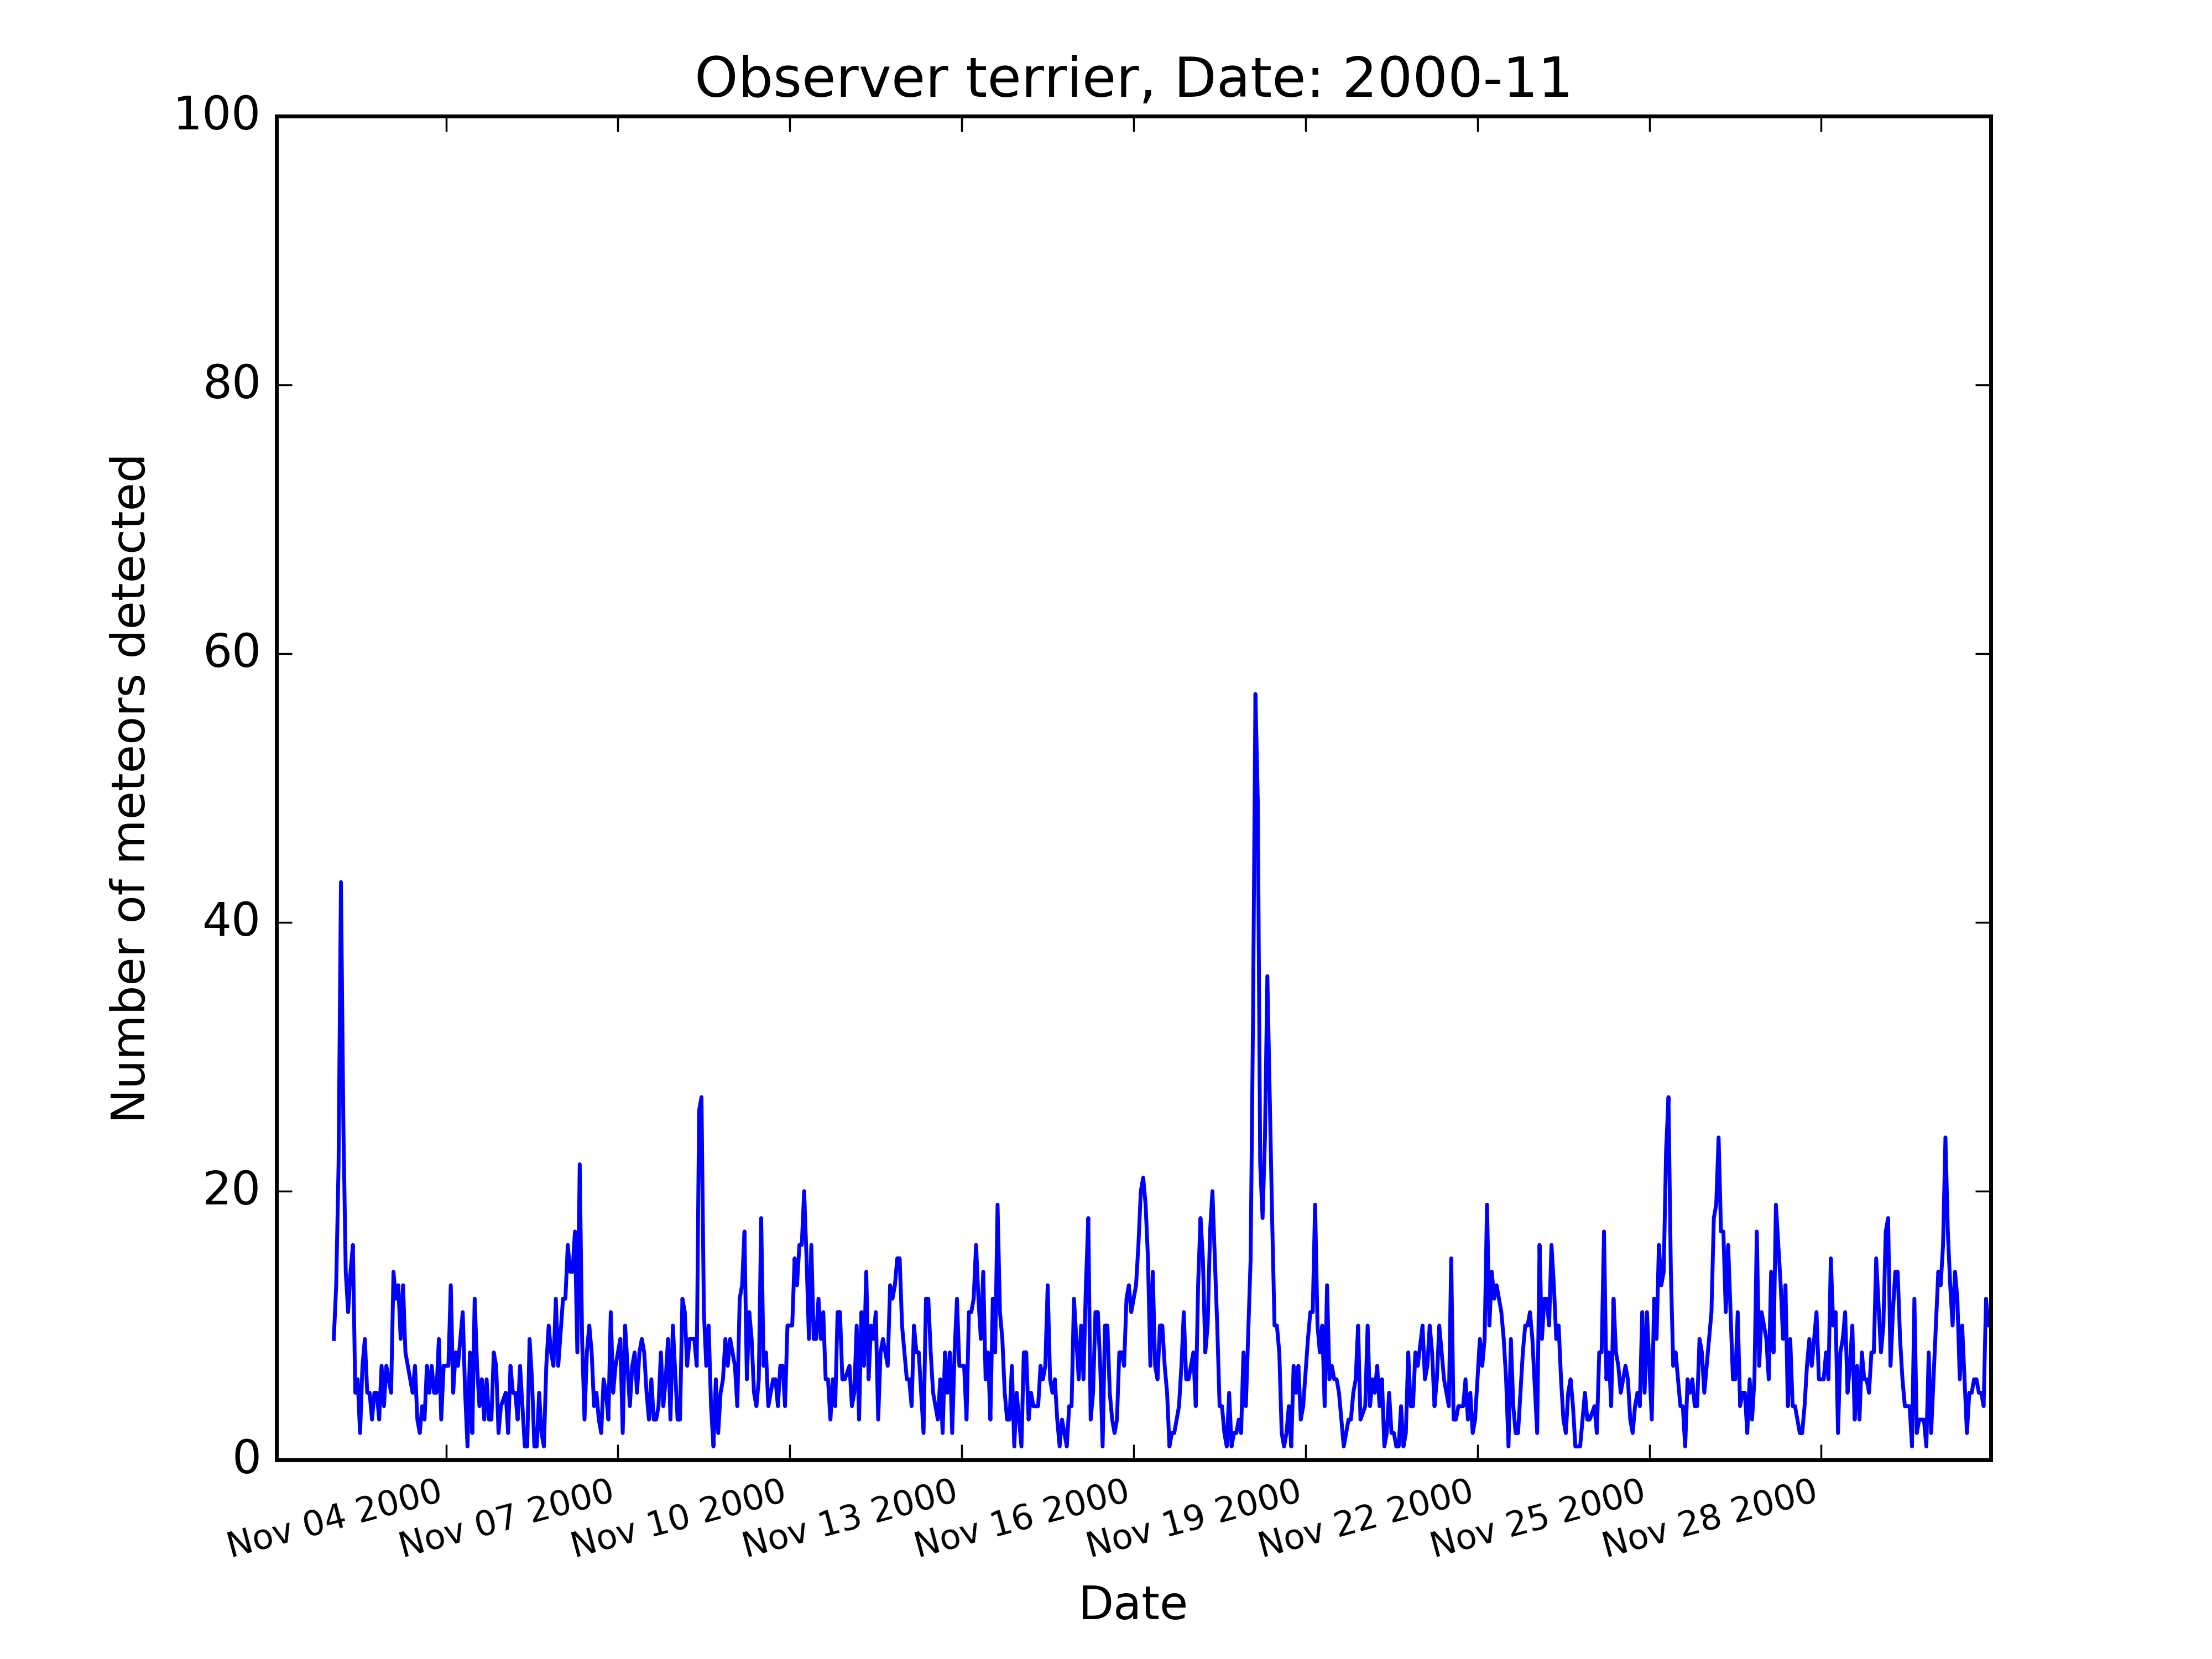 Observer terrier, Date: 2000-11
100
80
60
40
20
0
Number of meteors detected
Nov 04 2000
Nov 07 2000
Nov 10 2000
Nov 13 2000
Nov 16 2000
Nov 19 2000
Nov 22 2000
Nov 25 2000
Nov 28 2000
Date